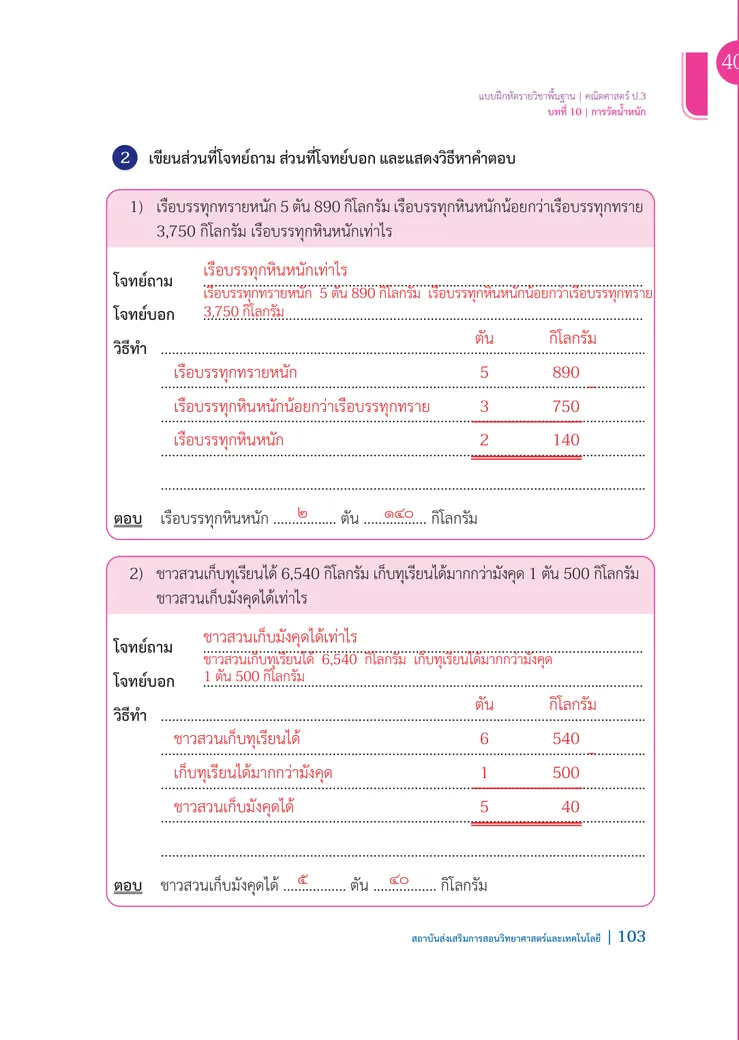 40
แบบฝึกหัดรายวิชาพื้นฐาน | คณิตศาสตร์ ป.3
บทที่ 10 | การวัดน้ำหนัก
2 เขียนส่วนที่โจทย์ถาม ส่วนที่โจทย์บอก และแสดงวิธีหาคำตอบ
1) เรือบรรทุกทรายหนัก 5 ตัน 890 กิโลกรัม เรือบรรทุกหินหนักน้อยกว่าเรือบรรทุกทราย
3,750 กิโลกรัม เรือบรรทุกหินหนักเท่าไร
โจทย์ถาม เรือบรรทุกหินหนักเท่าไร
เรือบรรทุกทรายหนัก 5 ตัน 890 กิโลกรัม เรือบรรทุกหินหนักน้อยกว่าเรือบรรทุกทราย
โจทย์บอก 3,750 กิโลกรัม
วิธีทำ ตัน กิโลกรัม
เรือบรรทุกทรายหนัก 5 890 –
เรือบรรทุกหินหนักน้อยกว่าเรือบรรทุกทราย 3 750
เรือบรรทุกหินหนัก 2 140
ตอบ เรือบรรทุกหินหนัก ........๒........ ตัน ........๑๔๐........ กิโลกรัม
2) ชาวสวนเก็บทุเรียนได้ 6,540 กิโลกรัม เก็บทุเรียนได้มากกว่ามังคุด 1 ตัน 500 กิโลกรัม
ชาวสวนเก็บมังคุดได้เท่าไร
โจทย์ถาม ชาวสวนเก็บมังคุดได้เท่าไร
ชาวสวนเก็บทุเรียนได้ 6,540 กิโลกรัม เก็บทุเรียนได้มากกว่ามังคุด
โจทย์บอก 1 ตัน 500 กิโลกรัม
วิธีทำ ตัน กิโลกรัม
ชาวสวนเก็บทุเรียนได้ 6 540 –
เก็บทุเรียนได้มากกว่ามังคุด 1 500
ชาวสวนเก็บมังคุดได้ 5 40
ตอบ ชาวสวนเก็บมังคุดได้ ........๕........ ตัน ........๔๐........ กิโลกรัม
สถาบันส่งเสริมการสอนวิทยาศาสตร์และเทคโนโลยี | 103